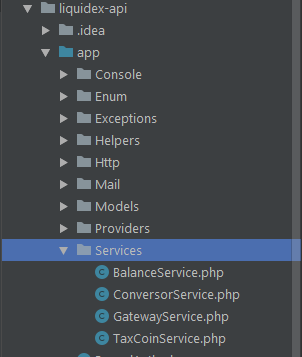 liquidex-api
.idea
app
Console
Enum
Exceptions
Helpers
Http
Mail
Models
Providers
Services
BalanceService.php
ConversorService.php
GatewayService.php
TaxCoinService.php